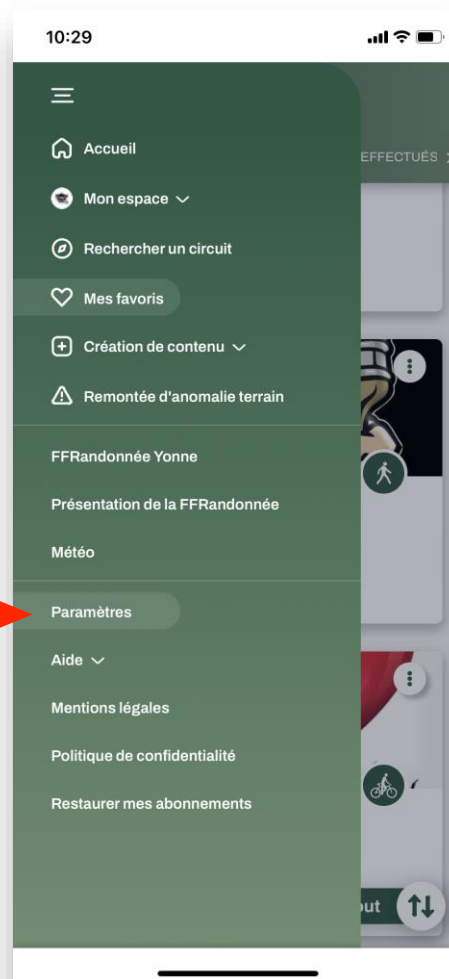 10:29
Accueil
EFFECTUÉS
Mon espace
Rechercher un circuit
Mes favoris
Création de contenu
Remontée d'anomalie terrain
FFRandonnée Yonne
Présentation de la FFRandonnée
Météo
Paramètres
Aide
Mentions légales
Politique de confidentialité
Restaurer mes abonnements